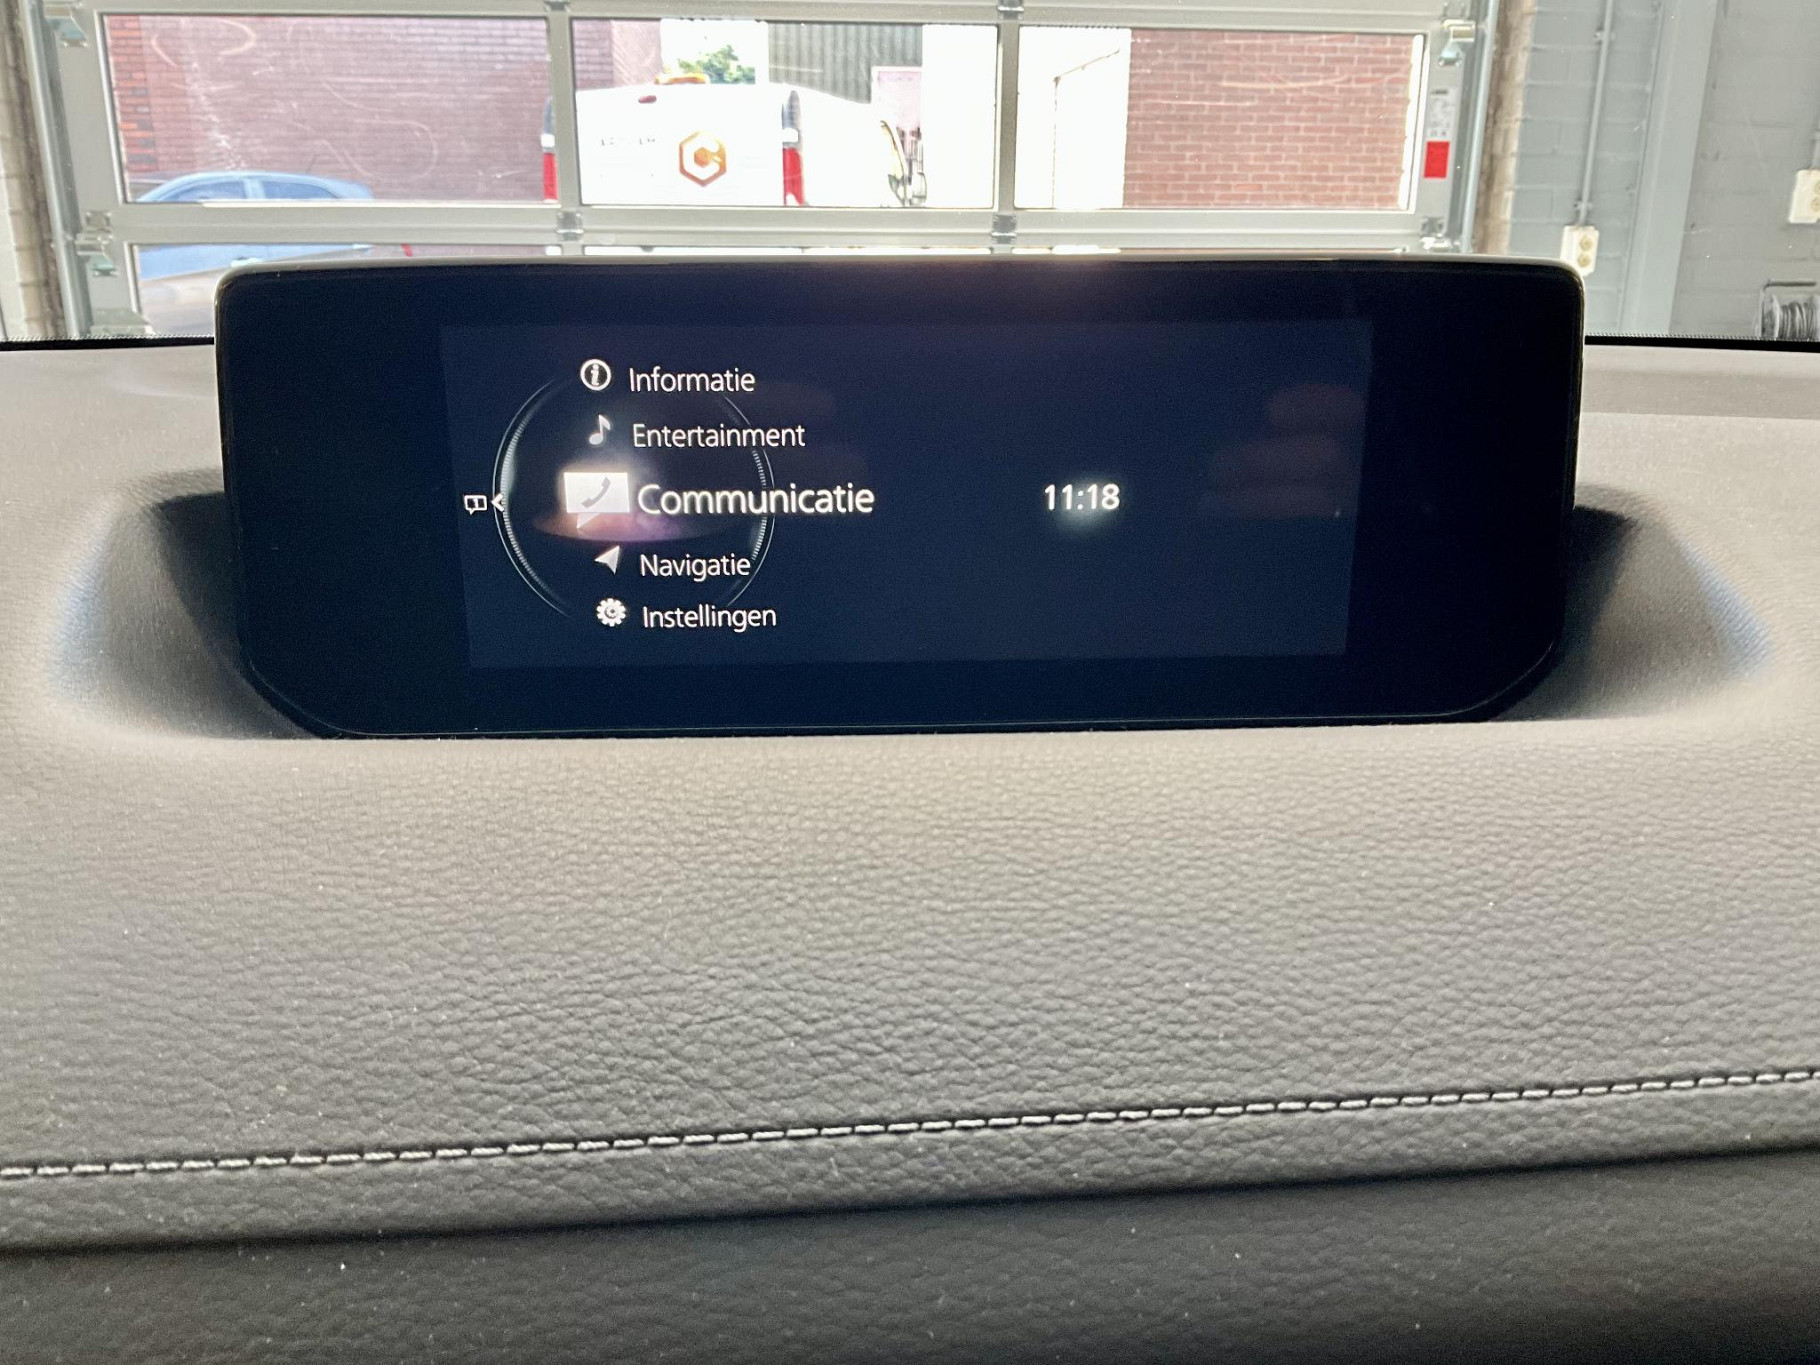 Informatie
Entertainment
Communicatie
11:18
Navigatie
Instellingen